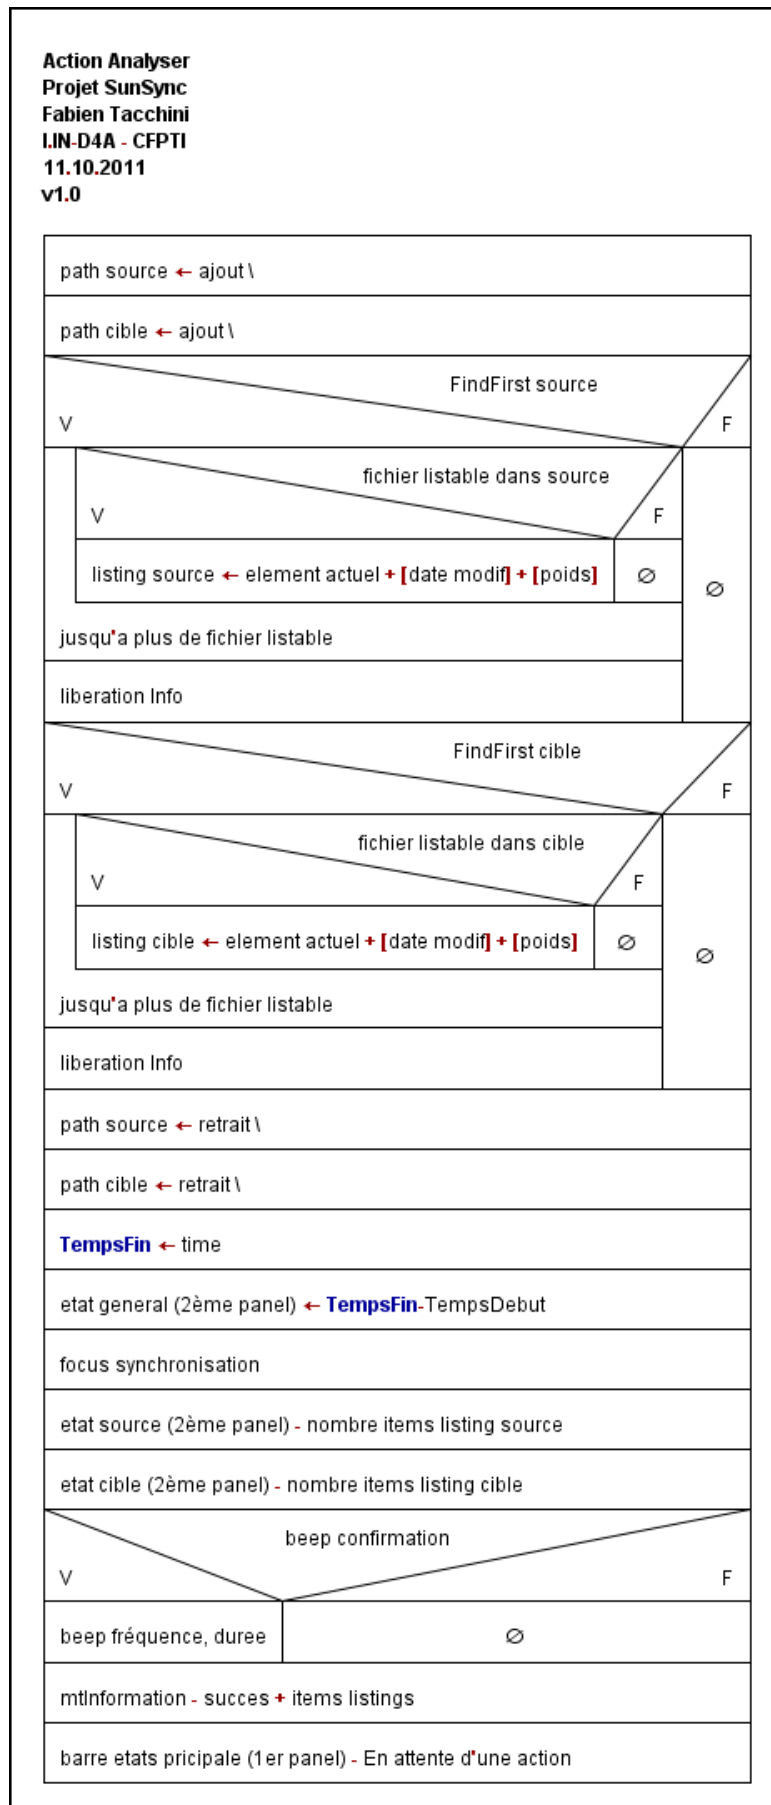 Action Analyser
Projet SunSync
Fabien Tacchini
I.IN-D4A - CFPTI
11.10.2011
v1.0
path source ← ajout \
path cible ← ajout \
FindFirst source
V F
fichier listable dans source
V F
listing source ← element actuel + [date modif] + [poids] ∅
∅
jusqu'a plus de fichier listable
liberation Info
FindFirst cible
V F
fichier listable dans cible
V F
listing cible ← element actuel + [date modif] + [poids] ∅
∅
jusqu'a plus de fichier listable
liberation Info
path source ← retrait \
path cible ← retrait \
TempsFin ← time
etat general (2ème panel) ← TempsFin-TempsDebut
focus synchronisation
etat source (2ème panel) - nombre items listing source
etat cible (2ème panel) - nombre items listing cible
beep confirmation
V F
beep fréquence, duree ∅
mtInformation - succes + items listings
barre etats pricipale (1er panel) - En attente d'une action